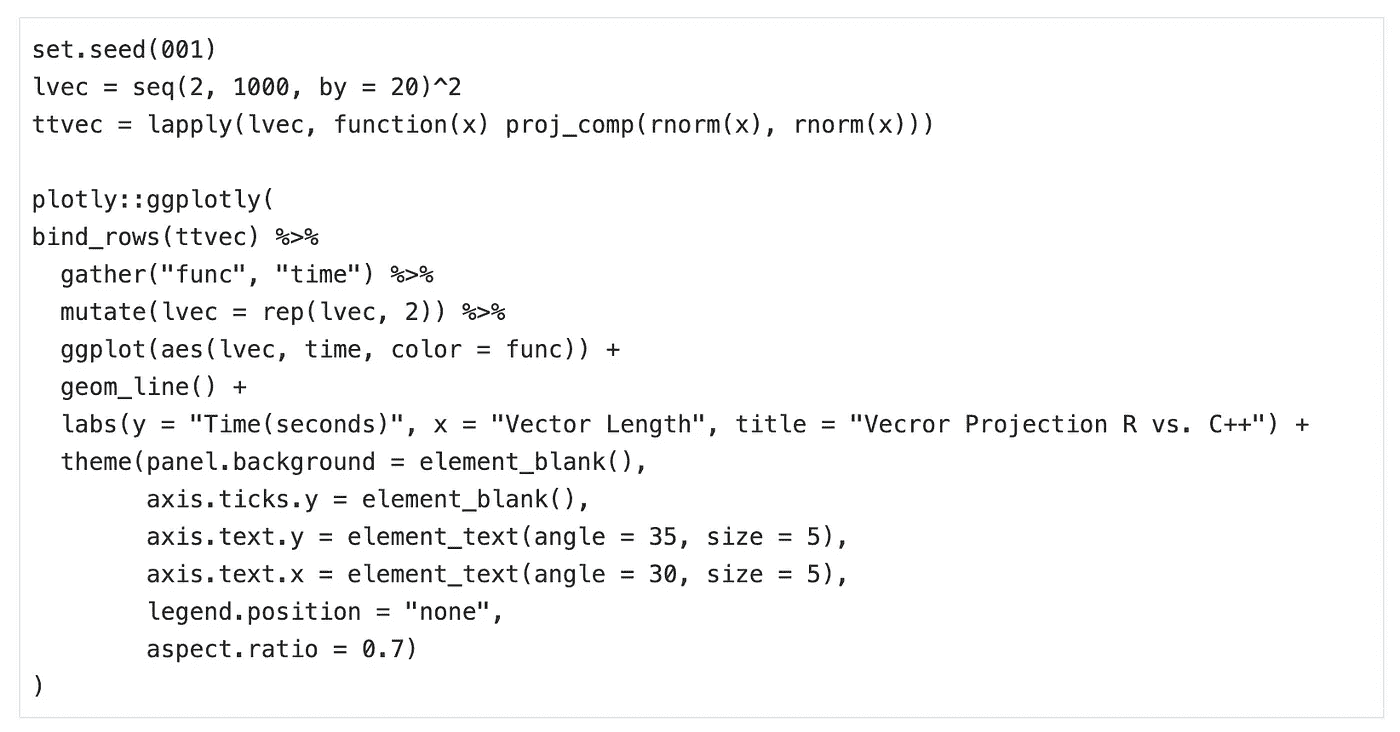 set.seed(001)
lvec = seq(2, 1000, by = 20)^2
ttvec = lapply(lvec, function(x) proj_comp(rnorm(x), rnorm(x)))

plotly::ggplotly(
bind_rows(ttvec) %>%
  gather("func", "time") %>%
  mutate(lvec = rep(lvec, 2)) %>%
  ggplot(aes(lvec, time, color = func)) +
  geom_line() +
  labs(y = "Time(seconds)", x = "Vector Length", title = "Vecror Projection R vs. C++") +
  theme(panel.background = element_blank(),
        axis.ticks.y = element_blank(),
        axis.text.y = element_text(angle = 35, size = 5),
        axis.text.x = element_text(angle = 30, size = 5),
        legend.position = "none",
        aspect.ratio = 0.7)
)